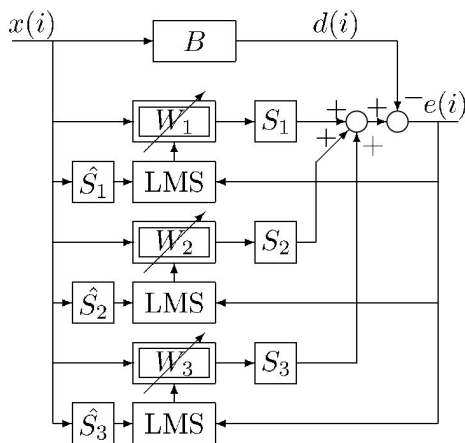 x(i) B d(i)
− e(i)
W₁ S₁ + +
+ +
Ŝ₁ LMS
W₂ S₂
Ŝ₂ LMS
W₃ S₃
Ŝ₃ LMS